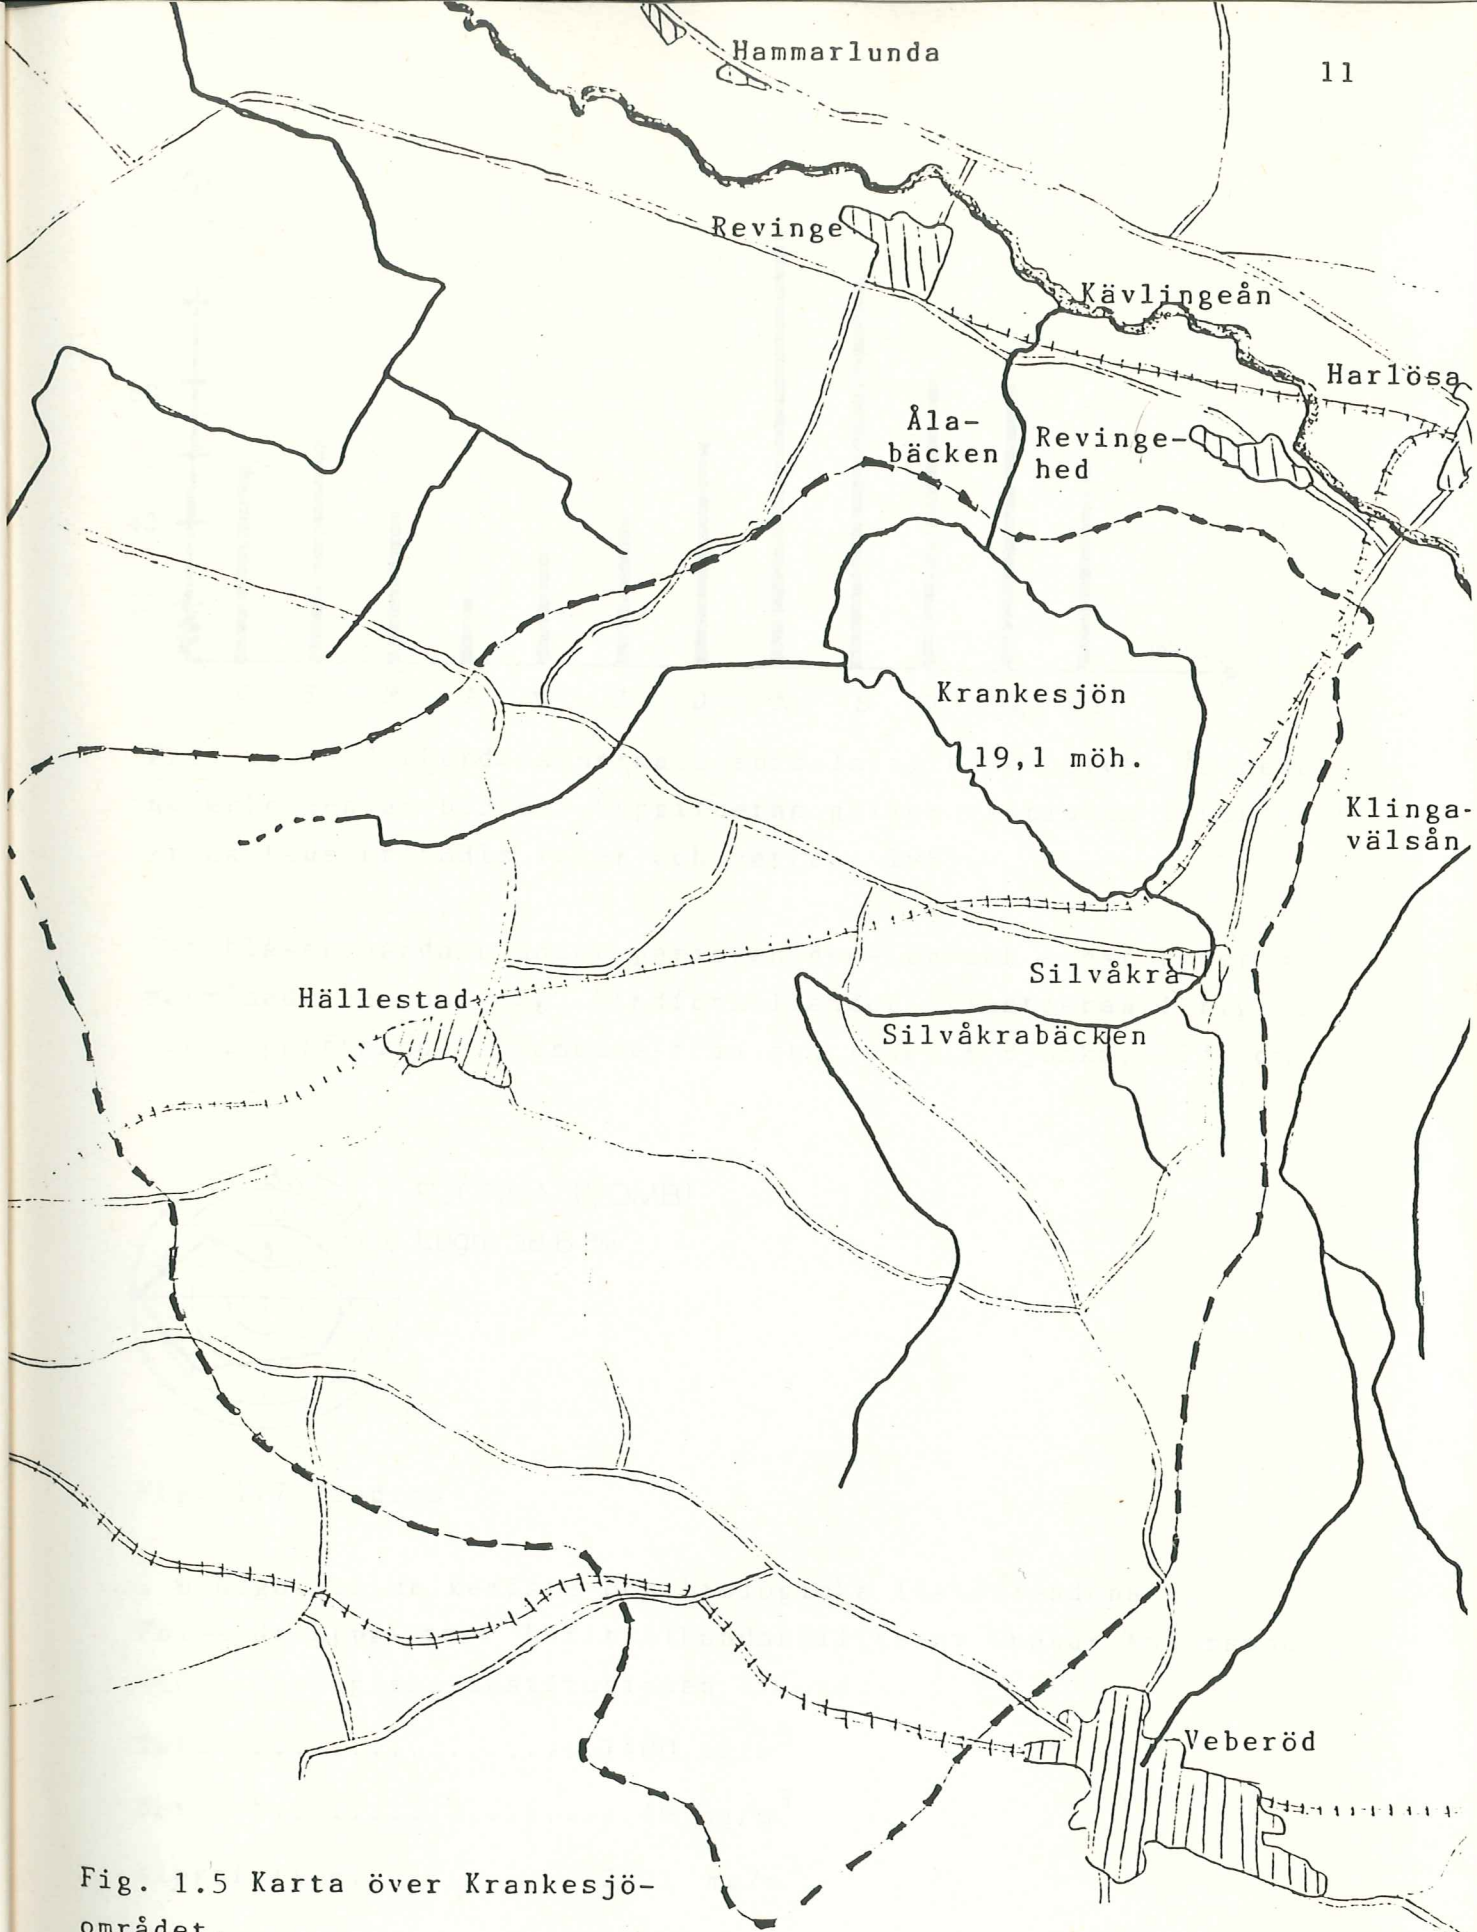 Hammarlunda
11
Revinge
Kävlingeån
Harlösa
Åla-
bäcken
Revinge-
hed
Krankesjön
19,1 möh.
Klinga-
välsån
Silvåkra
Hällestad
Silvåkrabäcken
Veberöd
Fig. 1.5 Karta över Krankesjö-
området.